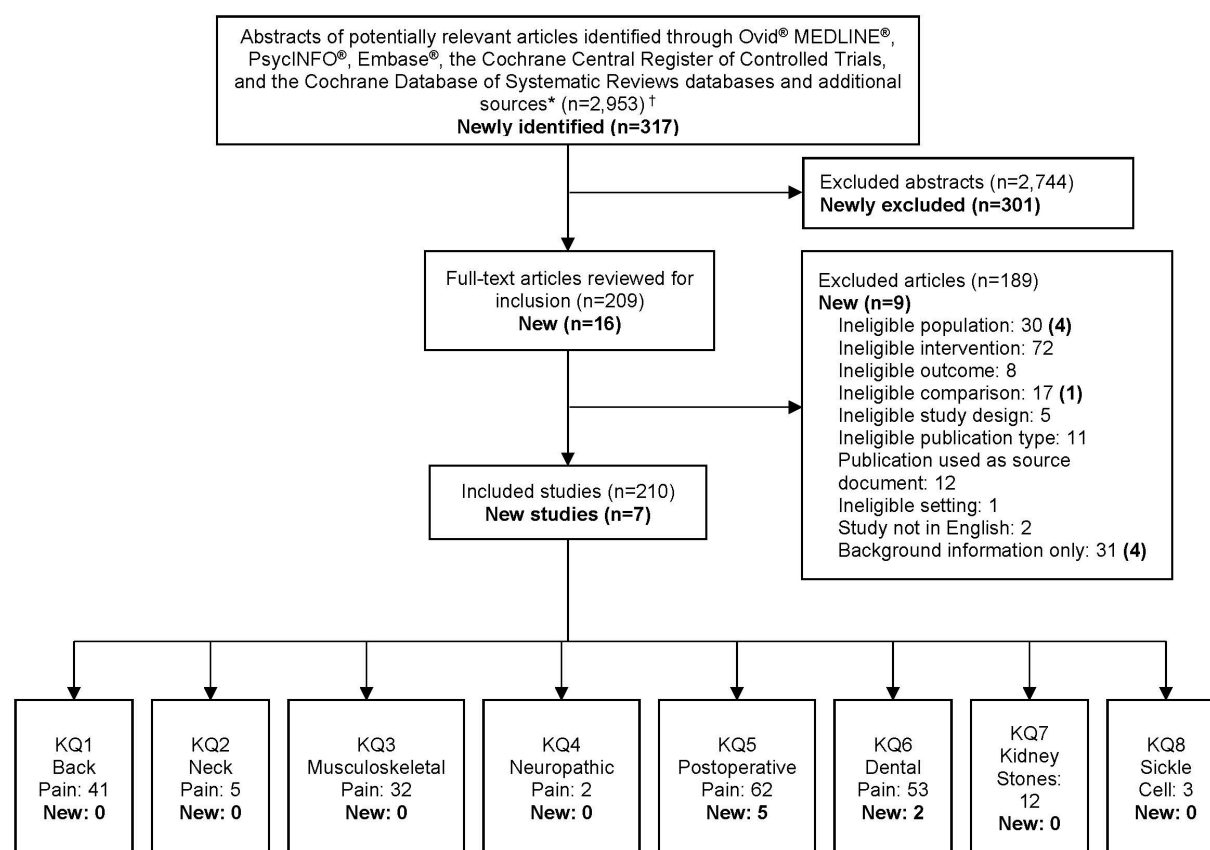 Abstracts of potentially relevant articles identified through Ovid® MEDLINE®,
PsycINFO®, Embase®, the Cochrane Central Register of Controlled Trials,
and the Cochrane Database of Systematic Reviews databases and additional
sources* (n=2,953) †
Newly identified (n=317)
Excluded abstracts (n=2,744)
Newly excluded (n=301)
Full-text articles reviewed for
inclusion (n=209)
New (n=16)
Excluded articles (n=189)
New (n=9)
Ineligible population: 30 (4)
Ineligible intervention: 72
Ineligible outcome: 8
Ineligible comparison: 17 (1)
Ineligible study design: 5
Ineligible publication type: 11
Publication used as source
document: 12
Ineligible setting: 1
Study not in English: 2
Background information only: 31 (4)
Included studies (n=210)
New studies (n=7)
KQ1
Back
Pain: 41
New: 0
KQ2
Neck
Pain: 5
New: 0
KQ3
Musculoskeletal
Pain: 32
New: 0
KQ4
Neuropathic
Pain: 2
New: 0
KQ5
Postoperative
Pain: 62
New: 5
KQ6
Dental
Pain: 53
New: 2
KQ7
Kidney
Stones:
12
New: 0
KQ8
Sickle
Cell: 3
New: 0